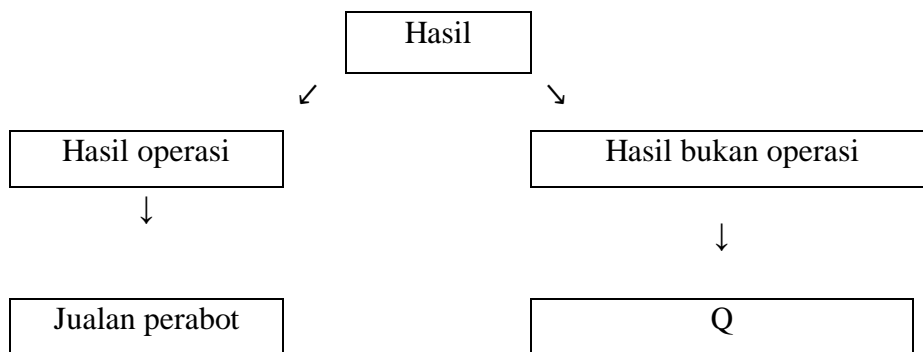 Hasil
Hasil operasi
Hasil bukan operasi
Jualan perabot
Q